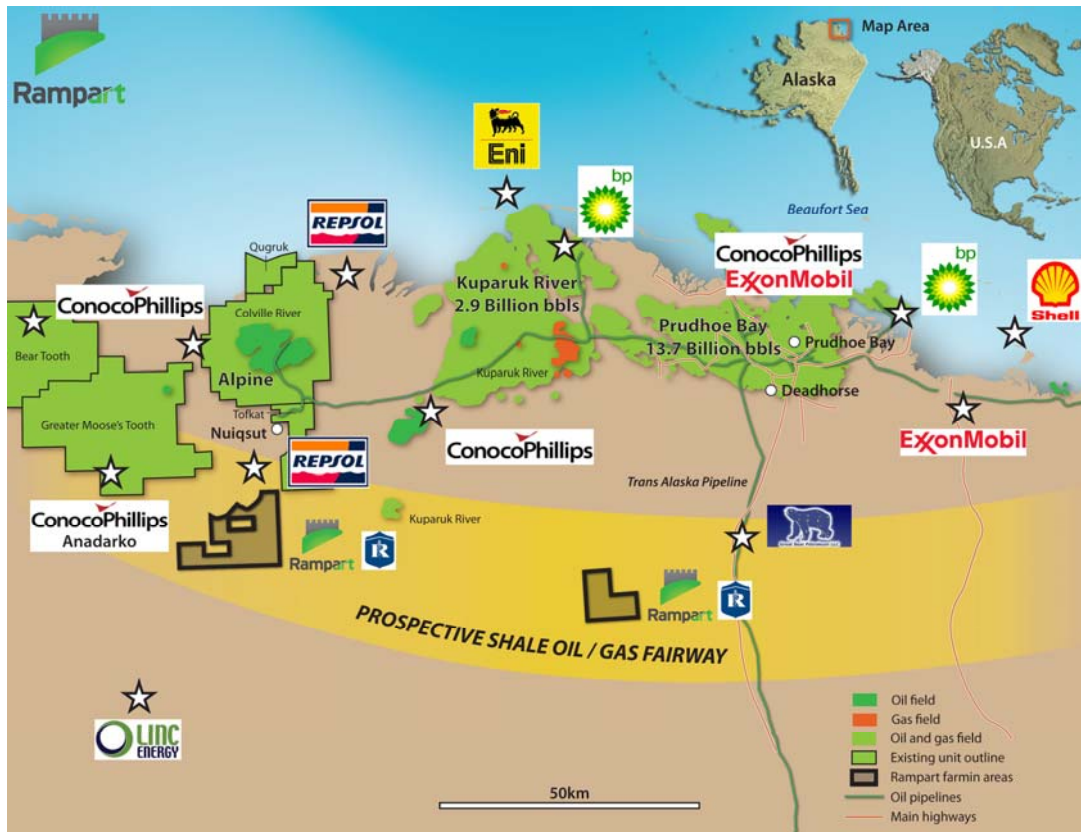 Rampart
Map Area
Alaska
U.S.A
Eni
bp
Beaufort Sea
REPSOL
Qugruk
ConocoPhillips
ExxonMobil
bp
Shell
Kuparuk River
2.9 Billion bbls
ConocoPhillips
Colville River
Prudhoe Bay
13.7 Billion bbls
Prudhoe Bay
Bear Tooth
Alpine
Kuparuk River
Deadhorse
Greater Moose's Tooth
Tofkat
Nuiqsut
ConocoPhillips
ExxonMobil
REPSOL
Trans Alaska Pipeline
ConocoPhillips
Anadarko
Kuparuk River
Rampart
R
Rampart
R
PROSPECTIVE SHALE OIL / GAS FAIRWAY
LINC
ENERGY
Oil field
Gas field
Oil and gas field
Existing unit outline
Rampart farmin areas
Oil pipelines
Main highways
50km